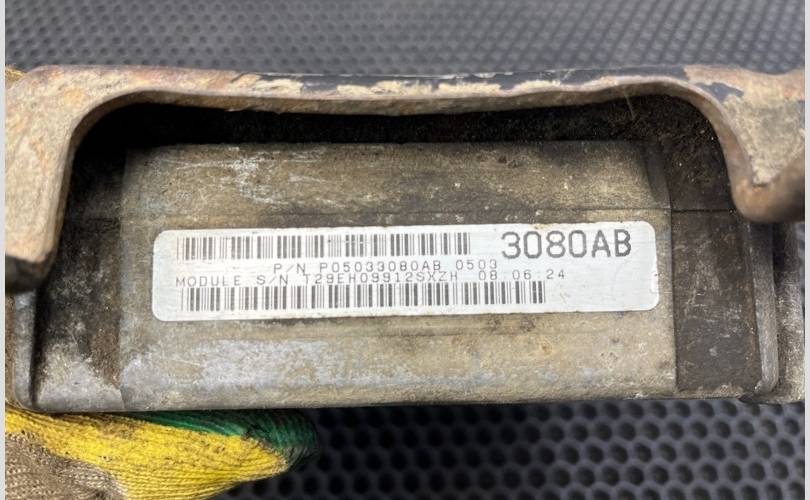 3080AB
P/N P05033080AB 0503
MODULE S/N T29EH09912SXZH 08:06:24